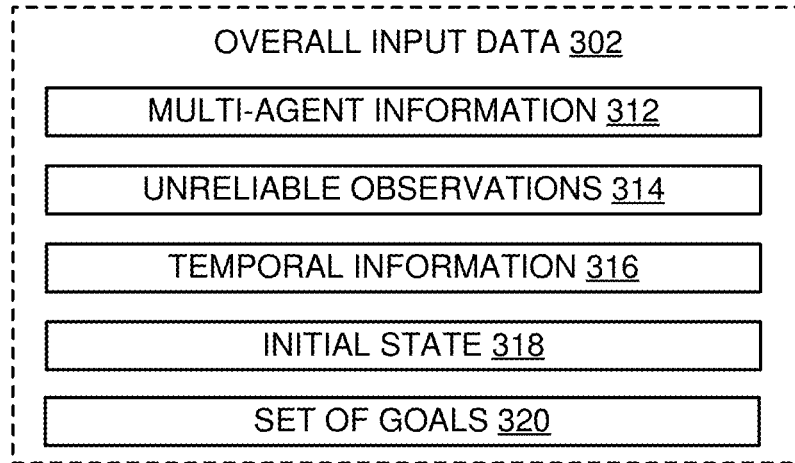 OVERALL INPUT DATA 302
MULTI-AGENT INFORMATION 312
UNRELIABLE OBSERVATIONS 314
TEMPORAL INFORMATION 316
INITIAL STATE 318
SET OF GOALS 320